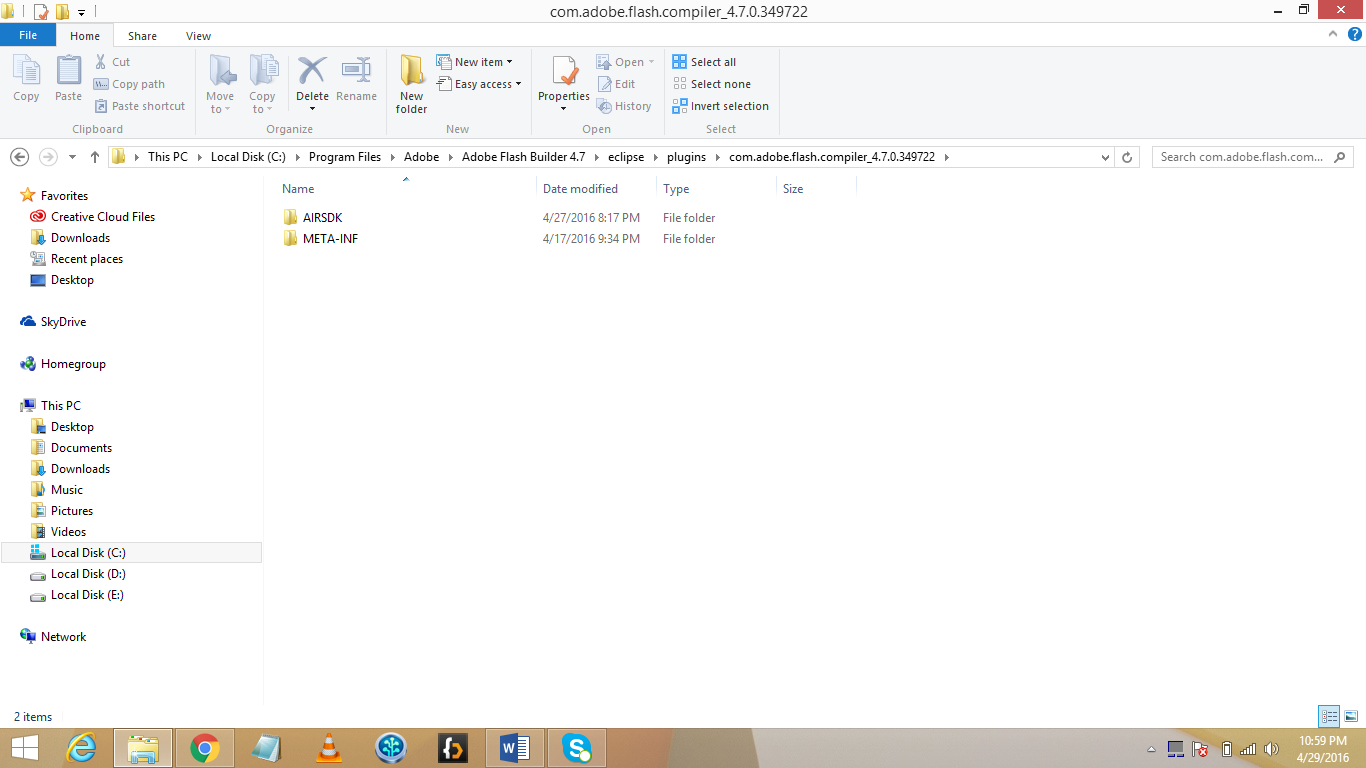 com.adobe.flash.compiler_4.7.0.349722
File Home Share View
Copy
Paste
Cut
Copy path
Paste shortcut
Clipboard
Move to
Copy to
Delete
Rename
Organize
New folder
New item
Easy access
New
Properties
Open
Edit
History
Open
Select all
Select none
Invert selection
Select
This PC Local Disk (C:) Program Files Adobe Adobe Flash Builder 4.7 eclipse plugins com.adobe.flash.compiler_4.7.0.349722
Search com.adobe.flash.com...
Favorites
Creative Cloud Files
Downloads
Recent places
Desktop
SkyDrive
Homegroup
This PC
Desktop
Documents
Downloads
Music
Pictures
Videos
Local Disk (C:)
Local Disk (D:)
Local Disk (E:)
Network
Name Date modified Type Size
AIRSDK 4/27/2016 8:17 PM File folder
META-INF 4/17/2016 9:34 PM File folder
2 items
10:59 PM
4/29/2016